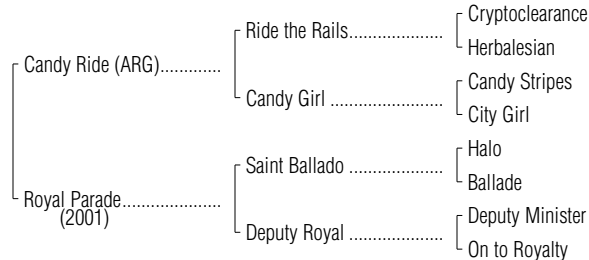 Cryptoclearance
Ride the Rails....................
Herbalesian
Candy Ride (ARG).............
Candy Stripes
Candy Girl ........................
City Girl
Halo
Saint Ballado ....................
Ballade
Royal Parade.....................
(2001)
Deputy Minister
Deputy Royal .....................
On to Royalty